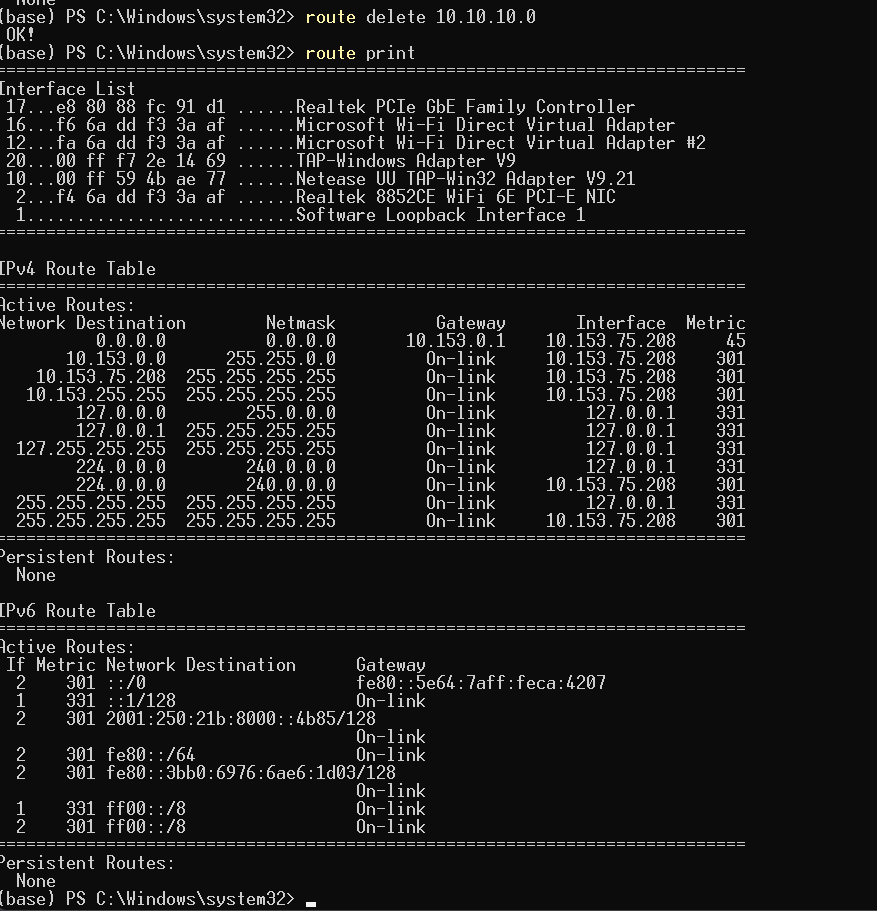 None
(base) PS C:\Windows\system32> route delete 10.10.10.0
 OK!
(base) PS C:\Windows\system32> route print
===========================================================================
Interface List
 17...e8 80 88 fc 91 d1 ......Realtek PCIe GbE Family Controller
 16...f6 6a dd f3 3a af ......Microsoft Wi-Fi Direct Virtual Adapter
 12...fa 6a dd f3 3a af ......Microsoft Wi-Fi Direct Virtual Adapter #2
 20...00 ff f7 2e 14 69 ......TAP-Windows Adapter V9
 10...00 ff 59 4b ae 77 ......Netease UU TAP-Win32 Adapter V9.21
  2...f4 6a dd f3 3a af ......Realtek 8852CE WiFi 6E PCI-E NIC
  1...........................Software Loopback Interface 1
===========================================================================
IPv4 Route Table
===========================================================================
Active Routes:
Network Destination        Netmask          Gateway       Interface  Metric
          0.0.0.0          0.0.0.0       10.153.0.1    10.153.75.208     45
       10.153.0.0      255.255.0.0         On-link     10.153.75.208    301
    10.153.75.208  255.255.255.255         On-link     10.153.75.208    301
   10.153.255.255  255.255.255.255         On-link     10.153.75.208    301
        127.0.0.0        255.0.0.0         On-link         127.0.0.1    331
        127.0.0.1  255.255.255.255         On-link         127.0.0.1    331
  127.255.255.255  255.255.255.255         On-link         127.0.0.1    331
        224.0.0.0        240.0.0.0         On-link         127.0.0.1    331
        224.0.0.0        240.0.0.0         On-link     10.153.75.208    301
  255.255.255.255  255.255.255.255         On-link         127.0.0.1    331
  255.255.255.255  255.255.255.255         On-link     10.153.75.208    301
===========================================================================
Persistent Routes:
  None
IPv6 Route Table
===========================================================================
Active Routes:
 If Metric Network Destination      Gateway
  2    301 ::/0                     fe80::5e64:7aff:feca:4207
  1    331 ::1/128                  On-link
  2    301 2001:250:21b:8000::4b85/128
                                    On-link
  2    301 fe80::/64                On-link
  2    301 fe80::3bb0:6976:6ae6:1d03/128
                                    On-link
  1    331 ff00::/8                 On-link
  2    301 ff00::/8                 On-link
===========================================================================
Persistent Routes:
  None
(base) PS C:\Windows\system32>